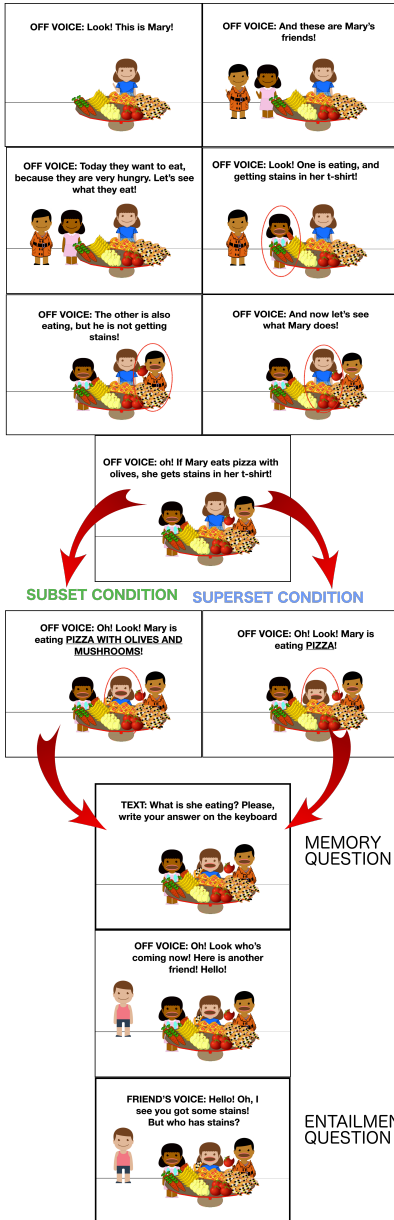 OFF VOICE: Look! This is Mary!
OFF VOICE: And these are Mary's
friends!
OFF VOICE: Today they want to eat,
because they are very hungry. Let's see
what they eat!
OFF VOICE: Look! One is eating, and
getting stains in her t-shirt!
OFF VOICE: The other is also
eating, but he is not getting
stains!
OFF VOICE: And now let's see
what Mary does!
OFF VOICE: oh! If Mary eats pizza with
olives, she gets stains in her t-shirt!
SUBSET CONDITION
SUPERSET CONDITION
OFF VOICE: Oh! Look! Mary is
eating PIZZA WITH OLIVES AND
MUSHROOMS!
OFF VOICE: Oh! Look! Mary is
eating PIZZA!
TEXT: What is she eating? Please,
write your answer on the keyboard
MEMORY
QUESTION
OFF VOICE: Oh! Look who's
coming now! Here is another
friend! Hello!
FRIEND'S VOICE: Hello! Oh, I
see you got some stains!
But who has stains?
ENTAILMEN
QUESTION